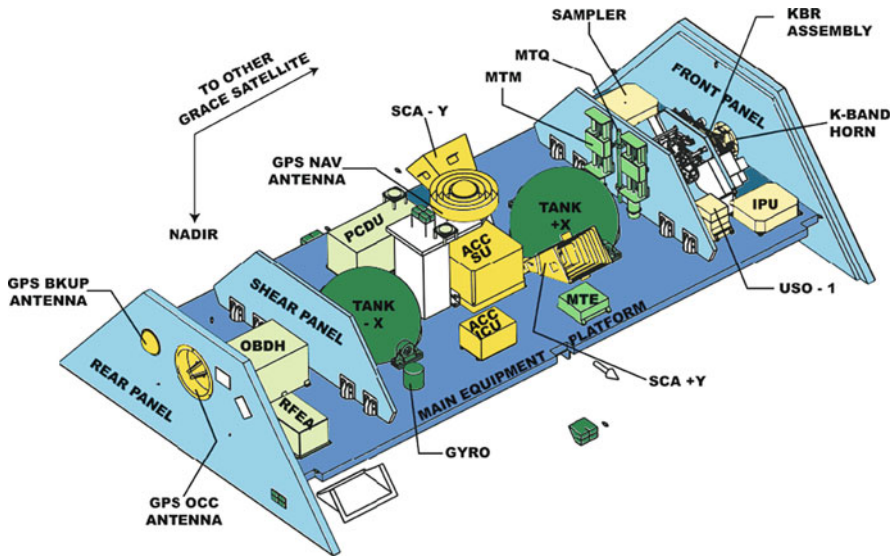 SAMPLER
KBR
ASSEMBLY
MTQ
MTM
TO OTHER
GRACE SATELLITE
FRONT PANEL
SCA - Y
K-BAND
HORN
GPS NAV
ANTENNA
IPU
TANK
+X
PCDU
NADIR
ACC
SU
USO - 1
GPS BKUP
ANTENNA
SHEAR PANEL
TANK
- X
MTE
OBDH
ACC
ICU
MAIN EQUIPMENT PLATFORM
SCA +Y
REAR PANEL
RFEA
GYRO
GPS OCC
ANTENNA